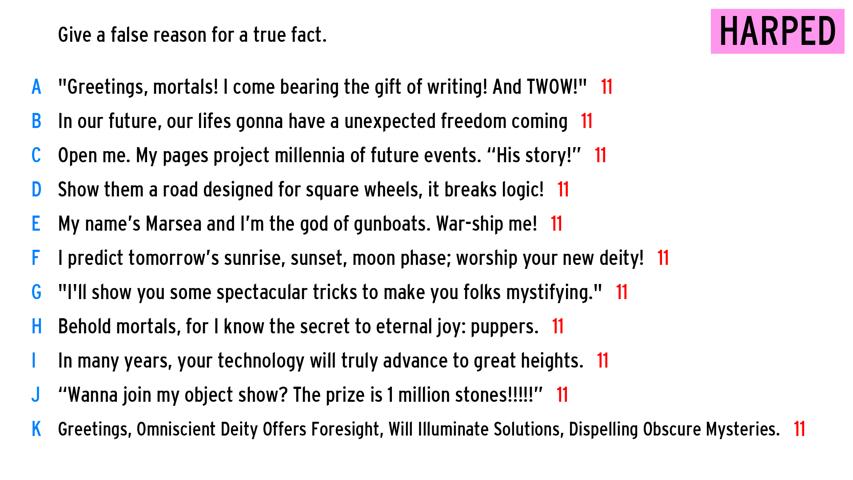 Give a false reason for a true fact.
HARPED
A "Greetings, mortals! I come bearing the gift of writing! And TWOW!" 11
B In our future, our lifes gonna have a unexpected freedom coming 11
C Open me. My pages project millennia of future events. “His story!” 11
D Show them a road designed for square wheels, it breaks logic! 11
E My name’s Marsea and I’m the god of gunboats. War-ship me! 11
F I predict tomorrow’s sunrise, sunset, moon phase; worship your new deity! 11
G "I'll show you some spectacular tricks to make you folks mystifying." 11
H Behold mortals, for I know the secret to eternal joy: puppers. 11
I In many years, your technology will truly advance to great heights. 11
J “Wanna join my object show? The prize is 1 million stones!!!!!” 11
K Greetings, Omniscient Deity Offers Foresight, Will Illuminate Solutions, Dispelling Obscure Mysteries. 11